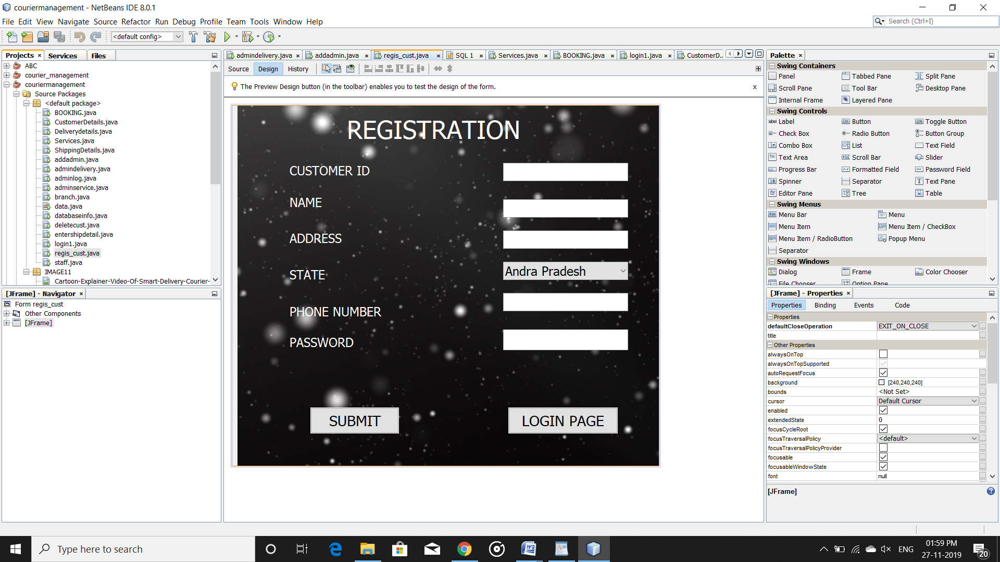 couriermanagement - NetBeans IDE 8.0.1
File Edit View Navigate Source Refactor Run Debug Profile Team Tools Window Help
Search (Ctrl+I)
<default config>
Projects Services Files
ABC
courier_management
couriermanagement
Source Packages
<default package>
BOOKING.java
CustomerDetails.java
Deliverydetails.java
Services.java
ShippingDetails.java
addadmin.java
admindelivery.java
adminlog.java
adminservice.java
branch.java
data.java
databaseinfo.java
deletecust.java
entershipdetail.java
login1.java
regis_cust.java
staff.java
IMAGE11
Cartoon-Explainer-Video-Of-Smart-Delivery-Courier-
[JFrame] - Navigator
Form regis_cust
Other Components
[JFrame]
admindelivery.java addadmin.java regis_cust.java SQL 1 Services.java BOOKING.java login1.java CustomerD...
Source Design History
The Preview Design button (in the toolbar) enables you to test the design of the form.
x
REGISTRATION
CUSTOMER ID
NAME
ADDRESS
STATE Andra Pradesh
PHONE NUMBER
PASSWORD
SUBMIT LOGIN PAGE
Palette
Swing Containers
Panel Tabbed Pane Split Pane
Scroll Pane Tool Bar Desktop Pane
Internal Frame Layered Pane
Swing Controls
label Label OK Button ON Toggle Button
Check Box Radio Button Button Group
Combo Box List Text Field
Text Area Scroll Bar Slider
Progress Bar Formatted Field Password Field
Spinner Separator Text Pane
Editor Pane Tree Table
Swing Menus
Menu Bar Menu
Menu Item Menu Item / CheckBox
Menu Item / RadioButton Popup Menu
Separator
Swing Windows
Dialog Frame Color Chooser
File Chooser Option Pane
[JFrame] - Properties
Properties Binding Events Code
Properties
defaultCloseOperation EXIT_ON_CLOSE
title
Other Properties
alwaysOnTop
alwaysOnTopSupported
autoRequestFocus
background [240,240,240]
bounds <Not Set>
cursor Default Cursor
enabled
extendedState 0
focusCycleRoot
focusTraversalPolicy <default>
focusTraversalPolicyProvider
focusable
focusableWindowState
font null
[JFrame]
Type here to search
ENG
01:59 PM
27-11-2019
20